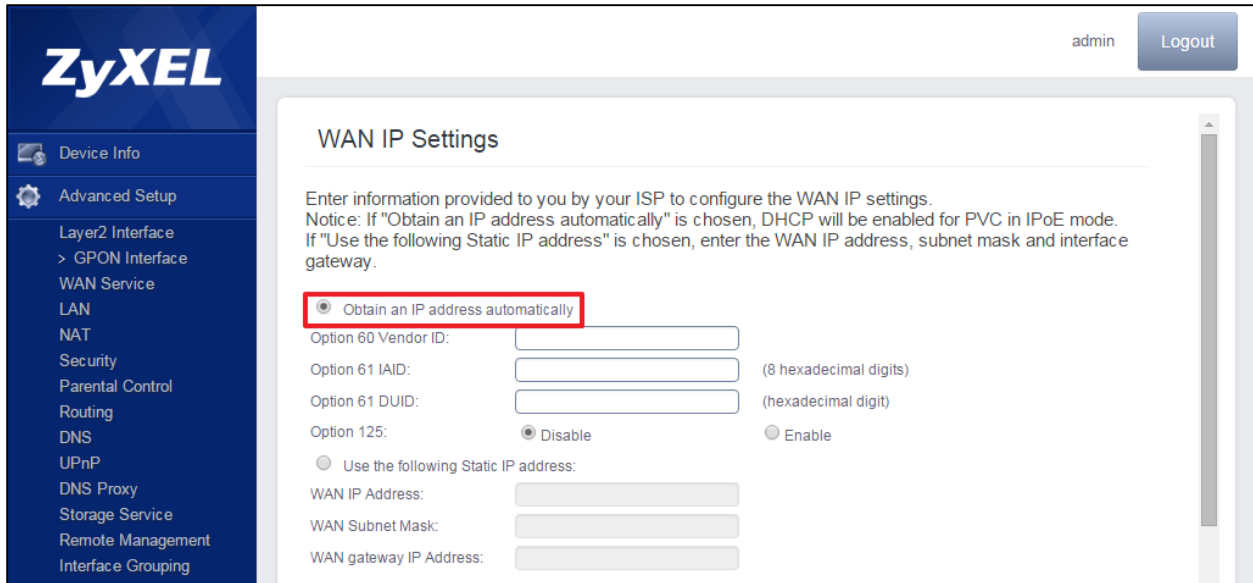 ZyXEL
admin
Logout
Device Info
Advanced Setup
Layer2 Interface
> GPON Interface
WAN Service
LAN
NAT
Security
Parental Control
Routing
DNS
UPnP
DNS Proxy
Storage Service
Remote Management
Interface Grouping
WAN IP Settings
Enter information provided to you by your ISP to configure the WAN IP settings.
Notice: If "Obtain an IP address automatically" is chosen, DHCP will be enabled for PVC in IPoE mode.
If "Use the following Static IP address" is chosen, enter the WAN IP address, subnet mask and interface
gateway.
Obtain an IP address automatically
Option 60 Vendor ID:
Option 61 IAID: (8 hexadecimal digits)
Option 61 DUID: (hexadecimal digit)
Option 125: Disable Enable
Use the following Static IP address:
WAN IP Address:
WAN Subnet Mask:
WAN gateway IP Address: